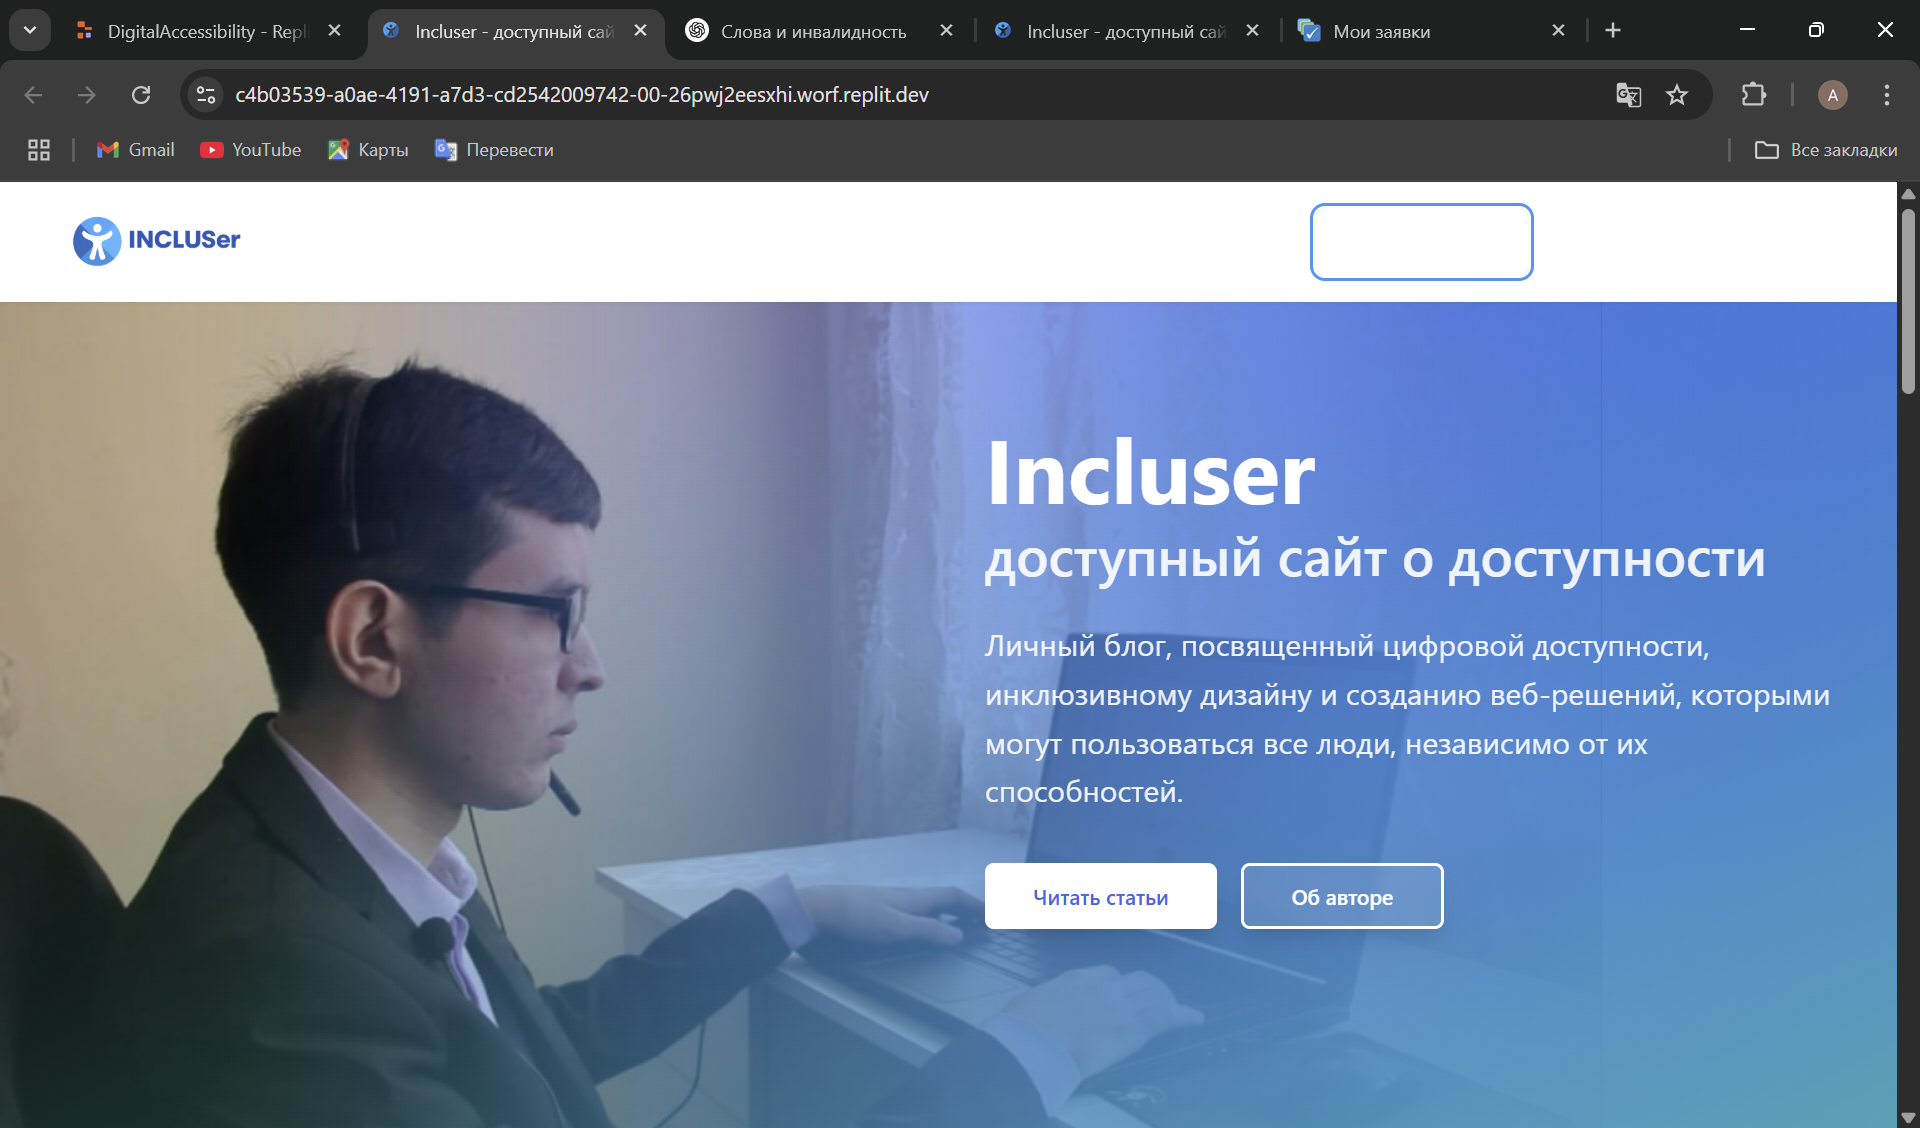 DigitalAccessibility - Repl
Incluser - доступный сай
Слова и инвалидность
Incluser - доступный сай
Мои заявки
c4b03539-a0ae-4191-a7d3-cd2542009742-00-26pwj2eesxhi.worf.replit.dev
A
Gmail
YouTube
Карты
Перевести
Все закладки
INCLUSer
Incluser
доступный сайт о доступности
Личный блог, посвященный цифровой доступности,
инклюзивному дизайну и созданию веб-решений, которыми
могут пользоваться все люди, независимо от их
способностей.
Читать статьи
Об авторе